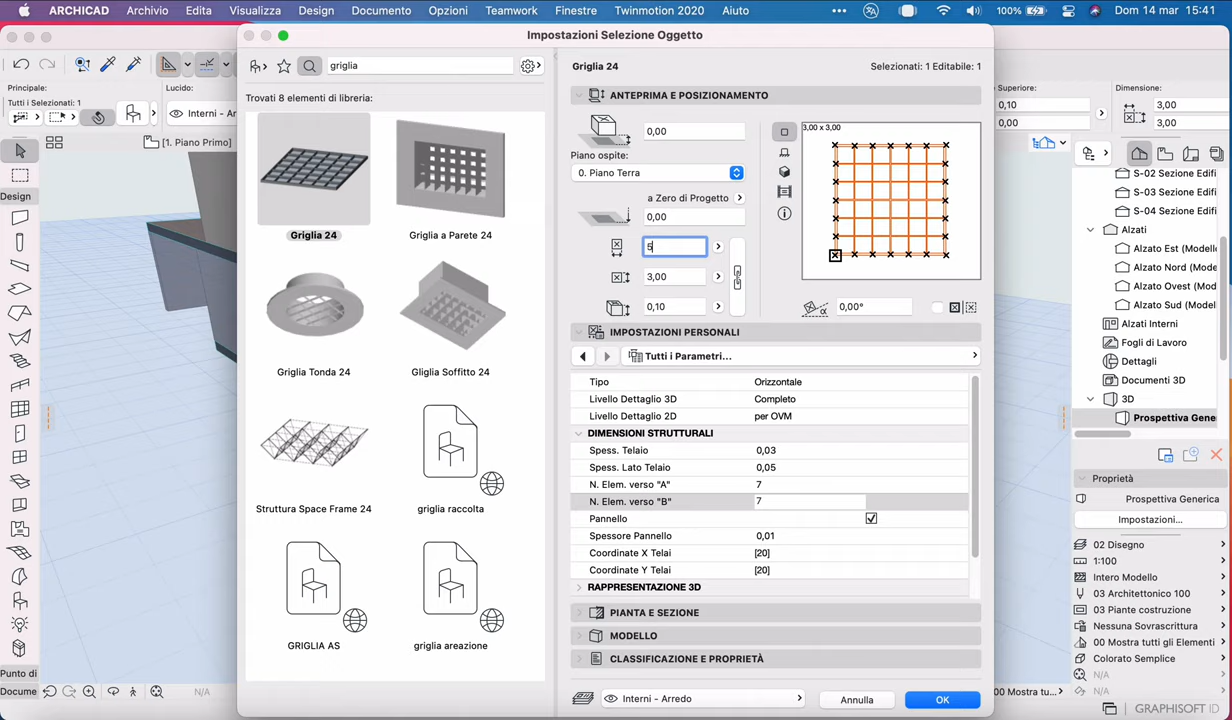 ARCHICAD Archivio Edita Visualizza Design Documento Opzioni Teamwork Finestre Twinmotion 2020 Aiuto ••• 100% Dom 14 mar 15:41
Impostazioni Selezione Oggetto
griglia
Trovati 8 elementi di libreria:
Griglia 24
Griglia a Parete 24
Griglia Tonda 24
Gliglia Soffitto 24
Struttura Space Frame 24
griglia raccolta
GRIGLIA AS
griglia areazione
Griglia 24
Selezionati: 1 Editabile: 1
ANTEPRIMA E POSIZIONAMENTO
0,00
Piano ospite:
0. Piano Terra
a Zero di Progetto
0,00
5
3,00
0,10
3,00 x 3,00
0,00°
IMPOSTAZIONI PERSONALI
Tutti i Parametri...
Tipo Orizzontale
Livello Dettaglio 3D Completo
Livello Dettaglio 2D per OVM
DIMENSIONI STRUTTURALI
Spess. Telaio 0,03
Spess. Lato Telaio 0,05
N. Elem. verso "A" 7
N. Elem. verso "B" 7
Pannello
Spessore Pannello 0,01
Coordinate X Telai [20]
Coordinate Y Telai [20]
RAPPRESENTAZIONE 3D
PIANTA E SEZIONE
MODELLO
CLASSIFICAZIONE E PROPRIETÀ
Interni - Arredo
Annulla
OK
Principale:
Tutti i Selezionati: 1
Lucido:
Interni - Arre
[1. Piano Primo]
Design
Punto di
Docume
N/A
Superiore:
0,10
0,00
Dimensione:
3,00
3,00
S-02 Sezione Edifi
S-03 Sezione Edifi
S-04 Sezione Edifi
Alzati
Alzato Est (Modelle
Alzato Nord (Mode
Alzato Ovest (Mode
Alzato Sud (Model
Alzati Interni
Fogli di Lavoro
Dettagli
Documenti 3D
3D
Prospettiva Gene
Proprietà
Prospettiva Generica
Impostazioni...
02 Disegno
1:100
Intero Modello
03 Architettonico 100
03 Piante costruzione
Nessuna Sovrascrittura
00 Mostra tutti gli Elementi
Colorato Semplice
N/A
N/A
00 Mostra tu...
GRAPHISOFT ID